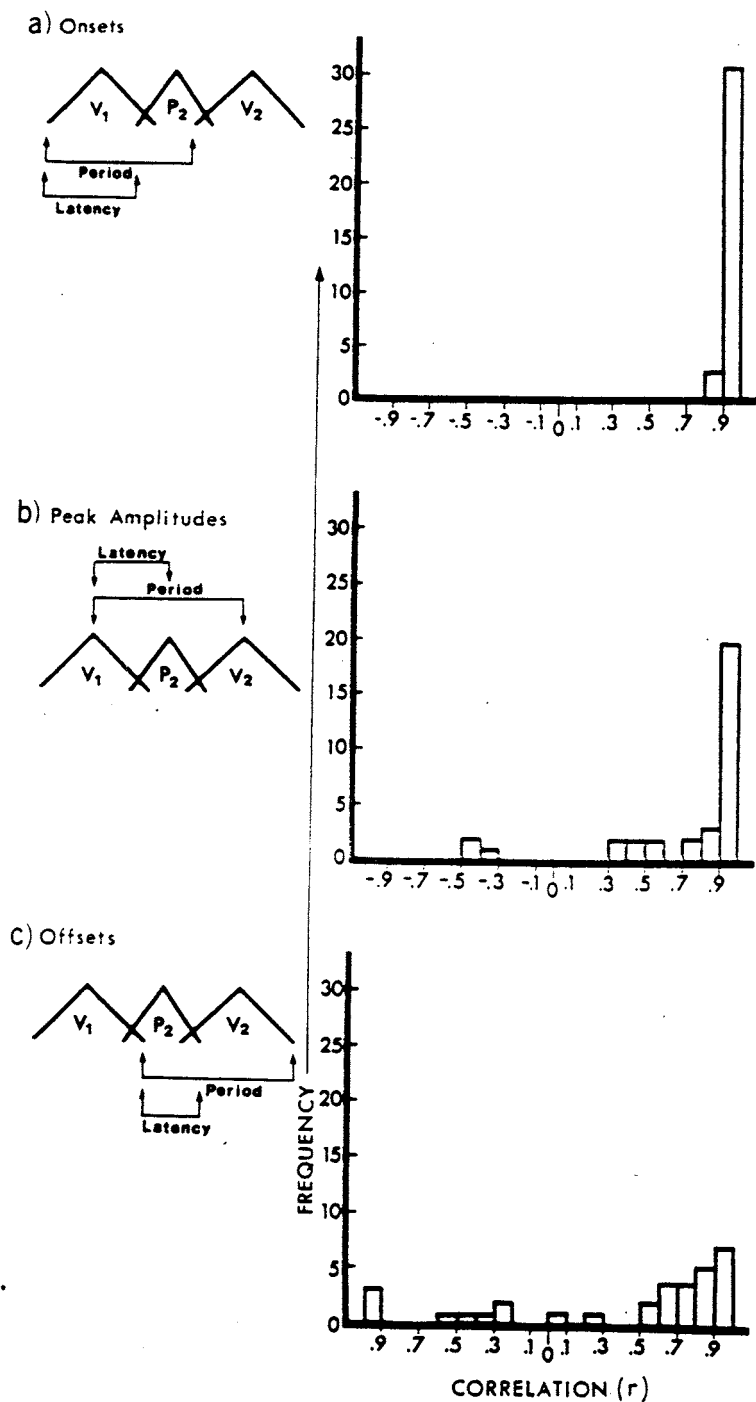 a) Onsets
V1 P2 V2
Period
Latency
30
25
20
15
10
5
0
-.9 -.7 -.5 -.3 -.1 0 .1 .3 .5 .7 .9
b) Peak Amplitudes
Latency
Period
V1 P2 V2
30
25
20
15
10
5
0
-.9 -.7 -.5 -.3 -.1 0 .1 .3 .5 .7 .9
c) Offsets
V1 P2 V2
Period
Latency
FREQUENCY
30
25
20
15
10
5
0
.9 .7 .5 .3 .1 0 .1 .3 .5 .7 .9
CORRELATION (r)